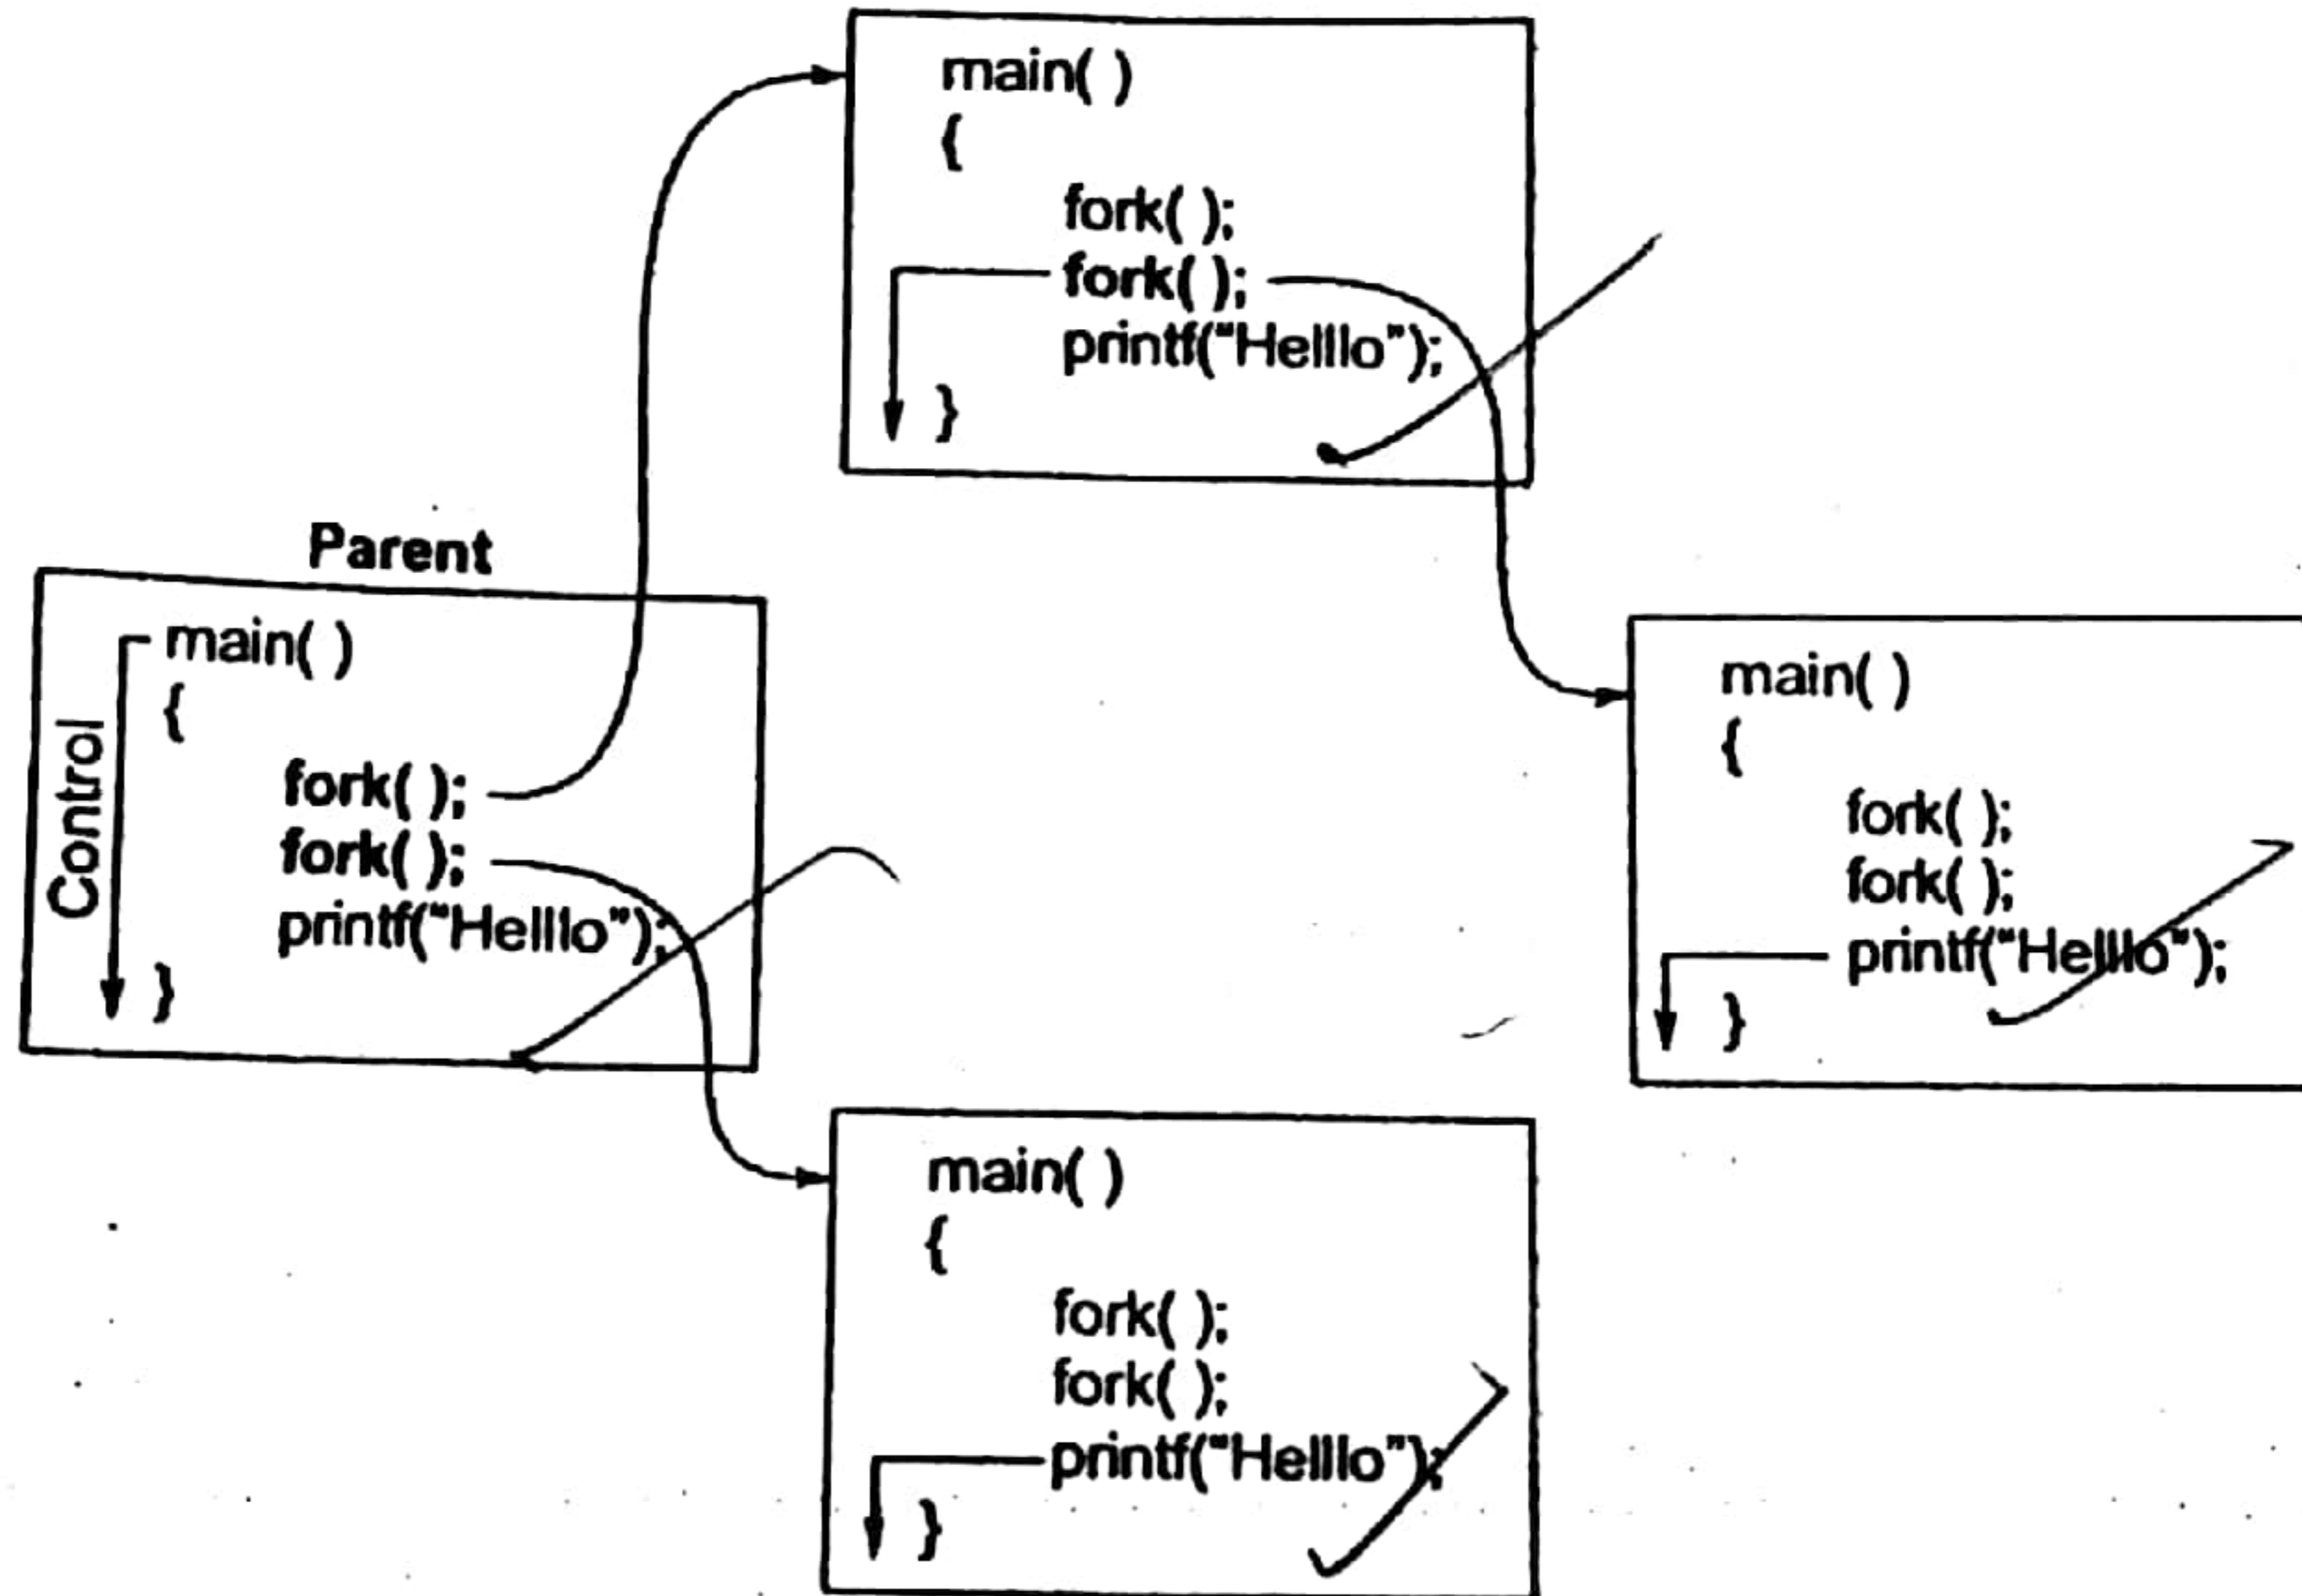 main( )
{
fork( );
fork( );
printf("Helllo");
}
Parent
Control
main( )
{
fork( );
fork( );
printf("Helllo");
}
main( )
{
fork( );
fork( );
printf("Helllo");
}
main( )
{
fork( );
fork( );
printf("Helllo");
}